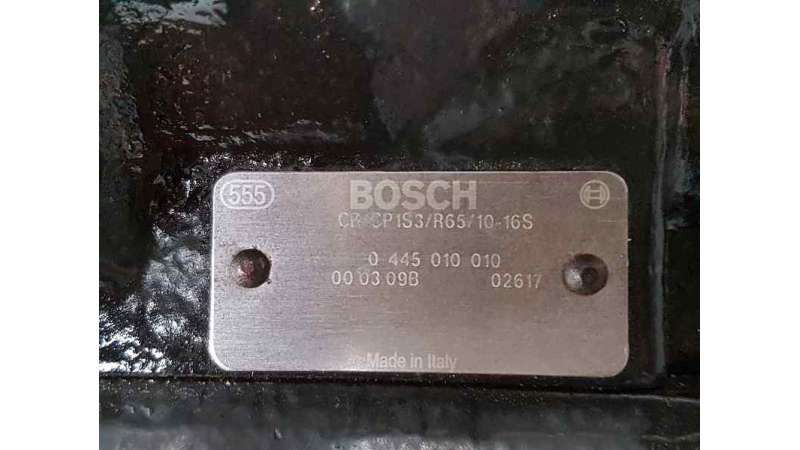 555 BOSCH
CR/CP1S3/R65/10-16S
0 445 010 010
00 03 09B 02617
Made in Italy